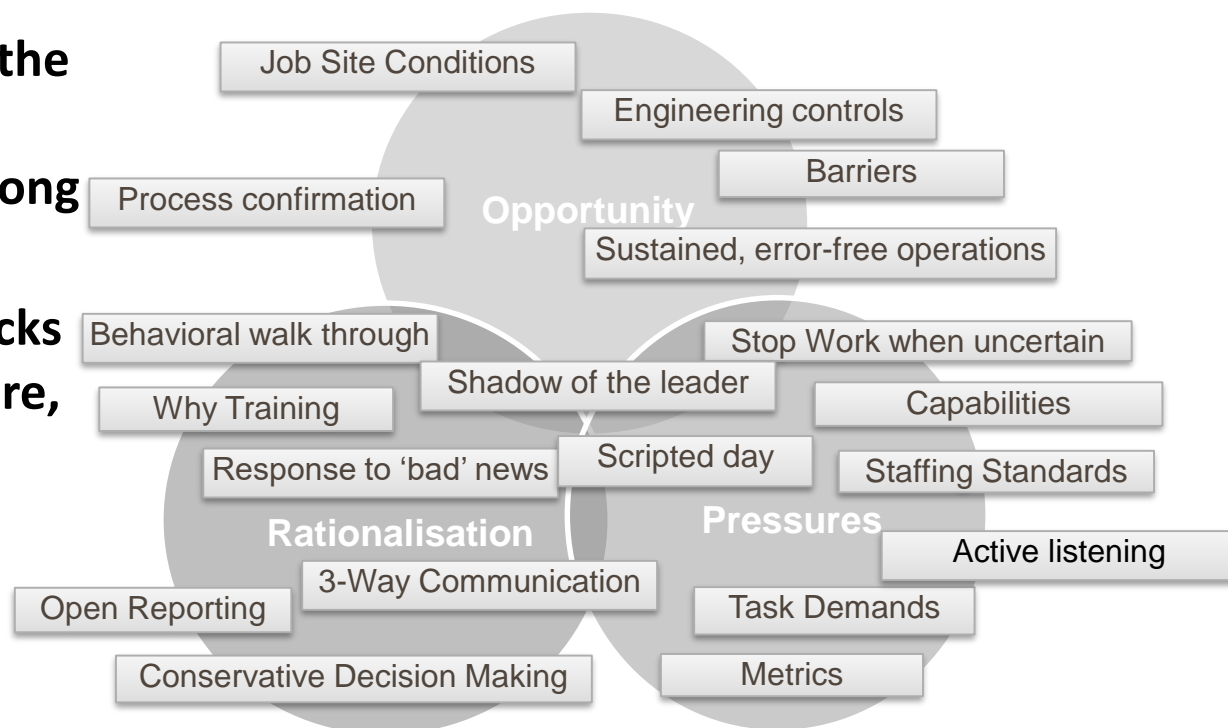 the
ong
cks
re,
Job Site Conditions
Engineering controls
Barriers
Process confirmation
Opportunity
Sustained, error-free operations
Behavioral walk through
Stop Work when uncertain
Shadow of the leader
Why Training
Capabilities
Response to ‘bad’ news
Scripted day
Staffing Standards
Rationalisation
Pressures
Active listening
3-Way Communication
Open Reporting
Task Demands
Conservative Decision Making
Metrics